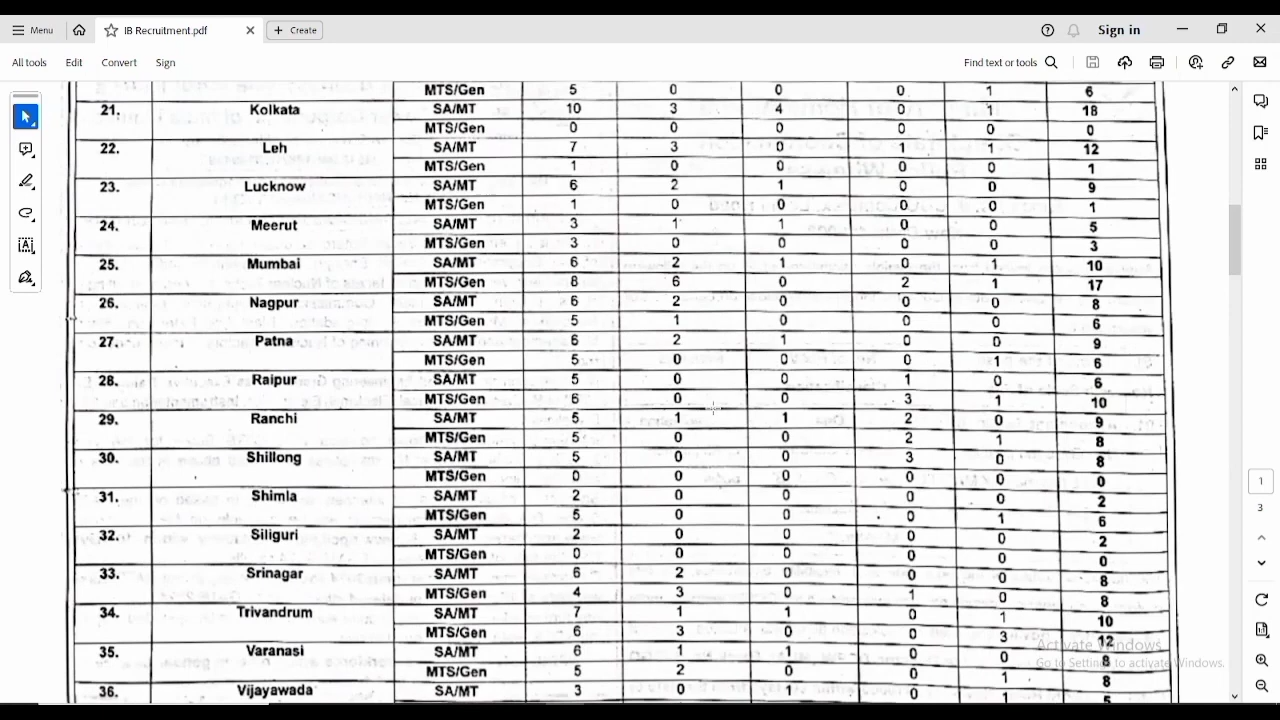 Menu IB Recruitment.pdf Create Sign in
All tools Edit Convert Sign Find text or tools
MTS/Gen 5 0 0 0 1 6
21. Kolkata SA/MT 10 3 4 0 1 18
MTS/Gen 0 0 0 0 0 0
22. Leh SA/MT 7 3 0 1 1 12
MTS/Gen 1 0 0 0 0 1
23. Lucknow SA/MT 6 2 1 0 0 9
MTS/Gen 1 0 0 0 0 1
24. Meerut SA/MT 3 1 1 0 0 5
MTS/Gen 3 0 0 0 0 3
25. Mumbai SA/MT 6 2 1 0 1 10
MTS/Gen 8 6 0 2 1 17
26. Nagpur SA/MT 6 2 0 0 0 8
MTS/Gen 5 1 0 0 0 6
27. Patna SA/MT 6 2 1 0 0 9
MTS/Gen 5 0 0 0 1 6
28. Raipur SA/MT 5 0 0 1 0 6
MTS/Gen 6 0 0 3 1 10
29. Ranchi SA/MT 5 1 1 2 0 9
MTS/Gen 5 0 0 2 1 8
30. Shillong SA/MT 5 0 0 3 0 8
MTS/Gen 0 0 0 0 0 0
31. Shimla SA/MT 2 0 0 0 0 2
MTS/Gen 5 0 0 0 1 6
32. Siliguri SA/MT 2 0 0 0 0 2
MTS/Gen 0 0 0 0 0 0
33. Srinagar SA/MT 6 2 0 0 0 8
MTS/Gen 4 3 0 1 0 8
34. Trivandrum SA/MT 7 1 1 0 1 10
MTS/Gen 6 3 0 0 3 12
35. Varanasi SA/MT 6 1 1 0 0 8
MTS/Gen 5 2 0 0 1 8
36. Vijayawada SA/MT 3 0 1 0 1 5
1
3
Activate Windows
Go to Settings to activate Windows.